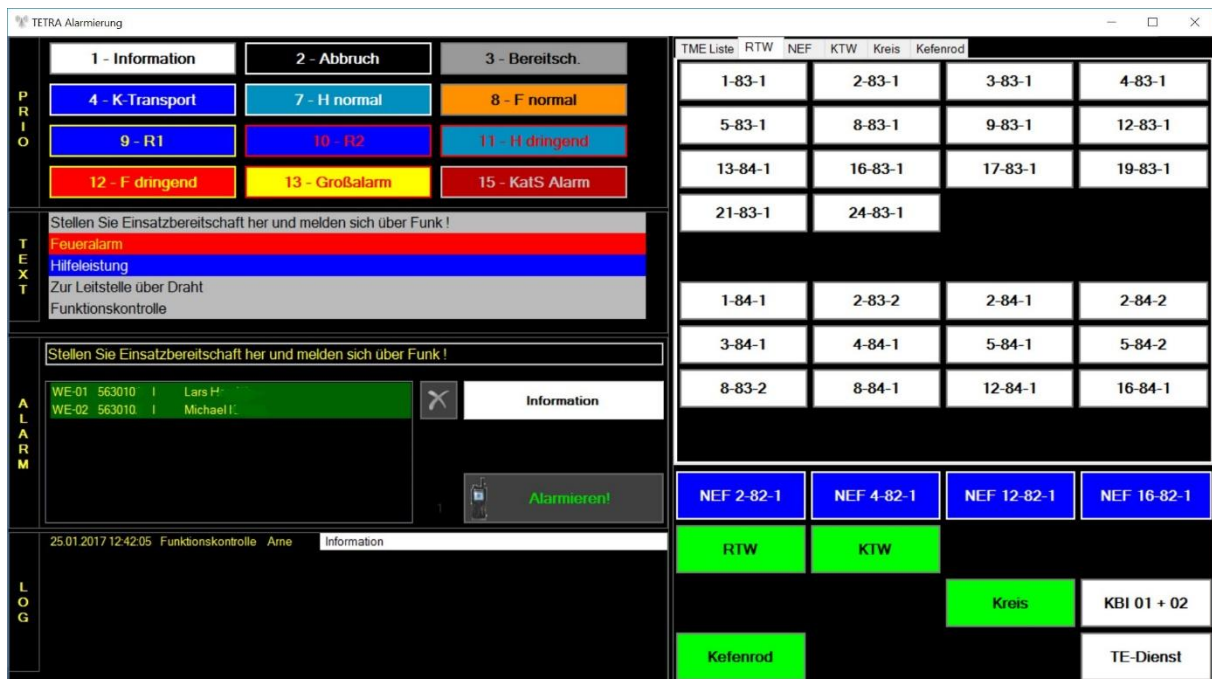 TETRA Alarmierung
PRIO
1 - Information 2 - Abbruch 3 - Bereitsch.
4 - K-Transport 7 - H normal 8 - F normal
9 - R1 10 - R2 11 - H dringend
12 - F dringend 13 - Großalarm 15 - KatS Alarm
TEXT
Stellen Sie Einsatzbereitschaft her und melden sich über Funk !
Feueralarm
Hilfeleistung
Zur Leitstelle über Draht
Funktionskontrolle
ALARM
Stellen Sie Einsatzbereitschaft her und melden sich über Funk !
WE-01 563010 I Lars
WE-02 563010 I Michael
Information
1
Alarmieren!
LOG
25.01.2017 12:42:05 Funktionskontrolle Arne Information
TME Liste RTW NEF KTW Kreis Kefenrod
1-83-1 2-83-1 3-83-1 4-83-1
5-83-1 8-83-1 9-83-1 12-83-1
13-84-1 16-83-1 17-83-1 19-83-1
21-83-1 24-83-1
1-84-1 2-83-2 2-84-1 2-84-2
3-84-1 4-84-1 5-84-1 5-84-2
8-83-2 8-84-1 12-84-1 16-84-1
NEF 2-82-1 NEF 4-82-1 NEF 12-82-1 NEF 16-82-1
RTW KTW
Kreis KBI 01 + 02
Kefenrod TE-Dienst